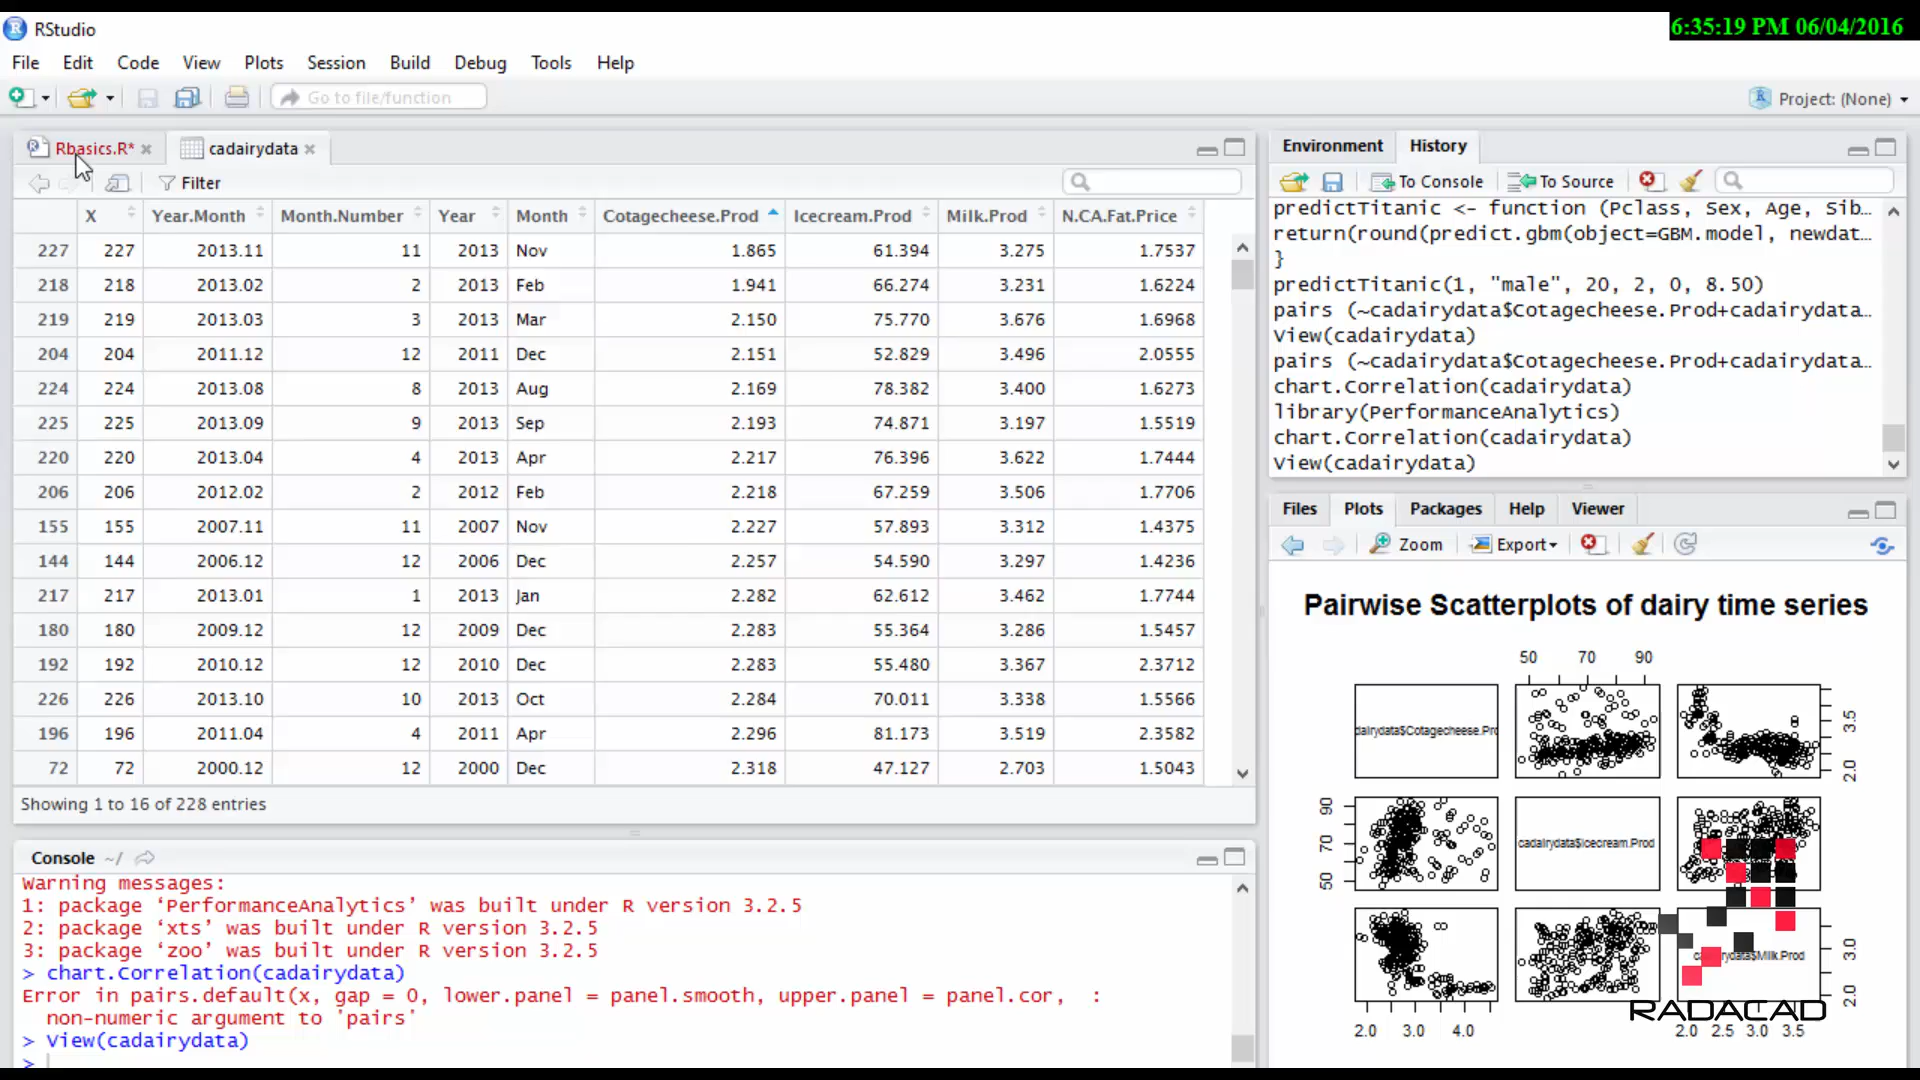 RStudio
6:35:19 PM 06/04/2016
File Edit Code View Plots Session Build Debug Tools Help
Go to file/function
Project: (None)
Rbasics.R* cadairydata
Filter
X Year.Month Month.Number Year Month Cotagecheese.Prod Icecream.Prod Milk.Prod N.CA.Fat.Price
227 227 2013.11 11 2013 Nov 1.865 61.394 3.275 1.7537
218 218 2013.02 2 2013 Feb 1.941 66.274 3.231 1.6224
219 219 2013.03 3 2013 Mar 2.150 75.770 3.676 1.6968
204 204 2011.12 12 2011 Dec 2.151 52.829 3.496 2.0555
224 224 2013.08 8 2013 Aug 2.169 78.382 3.400 1.6273
225 225 2013.09 9 2013 Sep 2.193 74.871 3.197 1.5519
220 220 2013.04 4 2013 Apr 2.217 76.396 3.622 1.7444
206 206 2012.02 2 2012 Feb 2.218 67.259 3.506 1.7706
155 155 2007.11 11 2007 Nov 2.227 57.893 3.312 1.4375
144 144 2006.12 12 2006 Dec 2.257 54.590 3.297 1.4236
217 217 2013.01 1 2013 Jan 2.282 62.612 3.462 1.7744
180 180 2009.12 12 2009 Dec 2.283 55.364 3.286 1.5457
192 192 2010.12 12 2010 Dec 2.283 55.480 3.367 2.3712
226 226 2013.10 10 2013 Oct 2.284 70.011 3.338 1.5566
196 196 2011.04 4 2011 Apr 2.296 81.173 3.519 2.3582
72 72 2000.12 12 2000 Dec 2.318 47.127 2.703 1.5043
Showing 1 to 16 of 228 entries
Console ~/
Warning messages:
1: package ‘PerformanceAnalytics’ was built under R version 3.2.5
2: package ‘xts’ was built under R version 3.2.5
3: package ‘zoo’ was built under R version 3.2.5
> chart.Correlation(cadairydata)
Error in pairs.default(x, gap = 0, lower.panel = panel.smooth, upper.panel = panel.cor,  :
non-numeric argument to 'pairs'
> View(cadairydata)
>
Environment History
To Console To Source
predictTitanic <- function (Pclass, Sex, Age, Sib…
return(round(predict.gbm(object=GBM.model, newdat…
}
predictTitanic(1, "male", 20, 2, 0, 8.50)
pairs (~cadairydata$Cotagecheese.Prod+cadairydata…
View(cadairydata)
pairs (~cadairydata$Cotagecheese.Prod+cadairydata…
chart.Correlation(cadairydata)
library(PerformanceAnalytics)
chart.Correlation(cadairydata)
View(cadairydata)
Files Plots Packages Help Viewer
Zoom Export
Pairwise Scatterplots of dairy time series
50 70 90
dairydata$Cotagecheese.Pro
2.0 3.5
50 70 90
cadairydata$Icecream.Prod
2.0 3.0
RADACAD
2.0 3.0 4.0
2.0 2.5 3.0 3.5